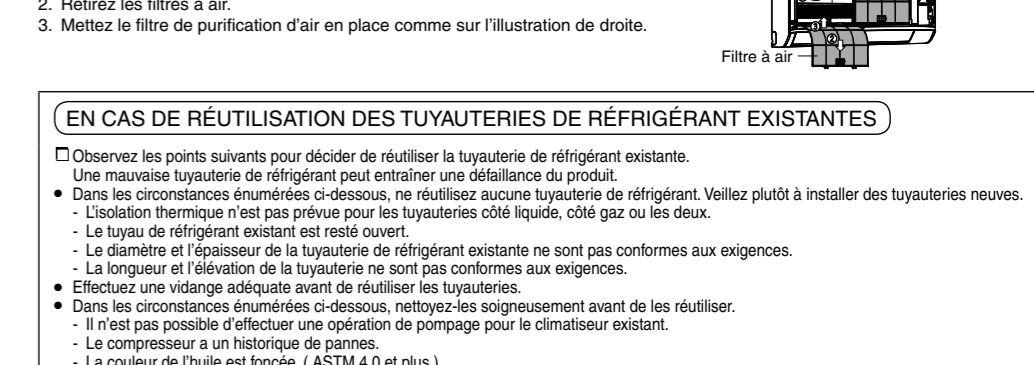 2. Retirez les filtres à air.
3. Mettez le filtre de purification d'air en place comme sur l'illustration de droite.
③
②
Filtre à air
EN CAS DE RÉUTILISATION DES TUYAUTERIES DE RÉFRIGÉRANT EXISTANTES
□ Observez les points suivants pour décider de réutiliser la tuyauterie de réfrigérant existante.
Une mauvaise tuyauterie de réfrigérant peut entraîner une défaillance du produit.
● Dans les circonstances énumérées ci-dessous, ne réutilisez aucune tuyauterie de réfrigérant. Veillez plutôt à installer des tuyauteries neuves.
- L'isolation thermique n'est pas prévue pour les tuyauteries côté liquide, côté gaz ou les deux.
- Le tuyau de réfrigérant existant est resté ouvert.
- Le diamètre et l'épaisseur de la tuyauterie de réfrigérant existante ne sont pas conformes aux exigences.
- La longueur et l'élévation de la tuyauterie ne sont pas conformes aux exigences.
● Effectuez une vidange adéquate avant de réutiliser les tuyauteries.
● Dans les circonstances énumérées ci-dessous, nettoyez-les soigneusement avant de les réutiliser.
- Il n'est pas possible d'effectuer une opération de pompage pour le climatiseur existant.
- Le compresseur a un historique de pannes.
- La couleur de l'huile est foncée. ( ASTM 4.0 et plus )